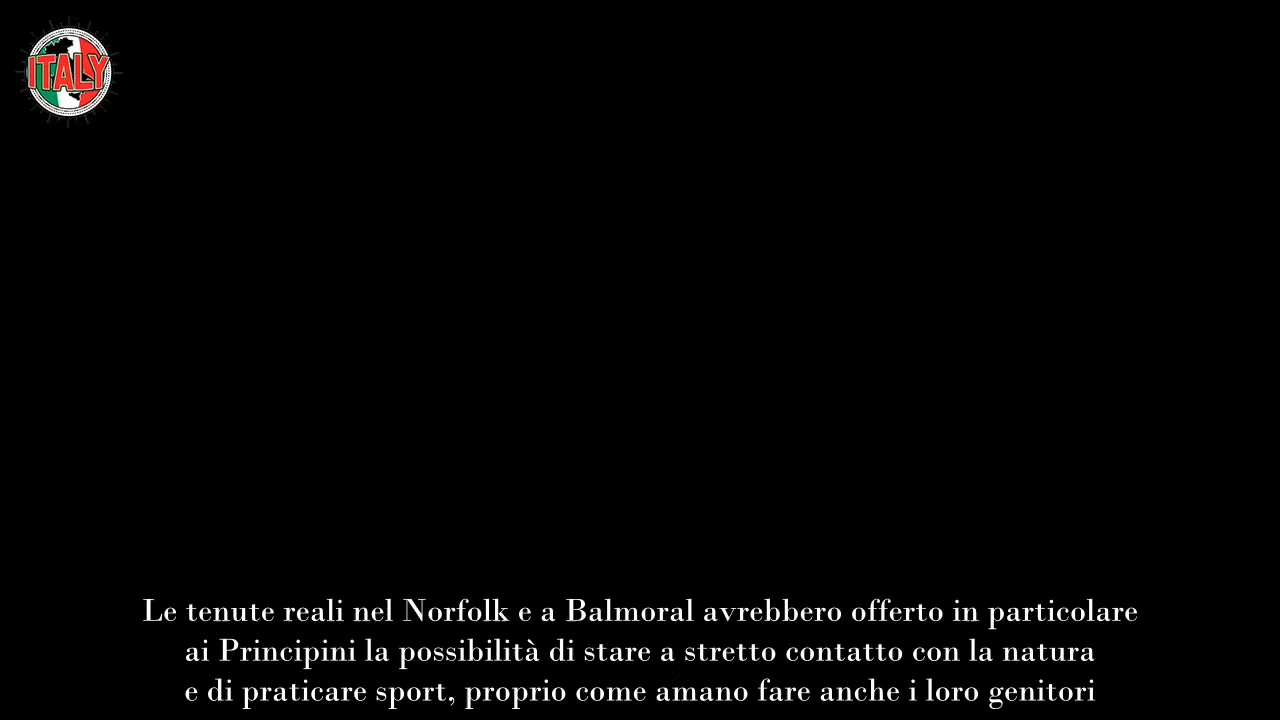 ITALY
Le tenute reali nel Norfolk e a Balmoral avrebbero offerto in particolare
ai Principini la possibilità di stare a stretto contatto con la natura
e di praticare sport, proprio come amano fare anche i loro genitori